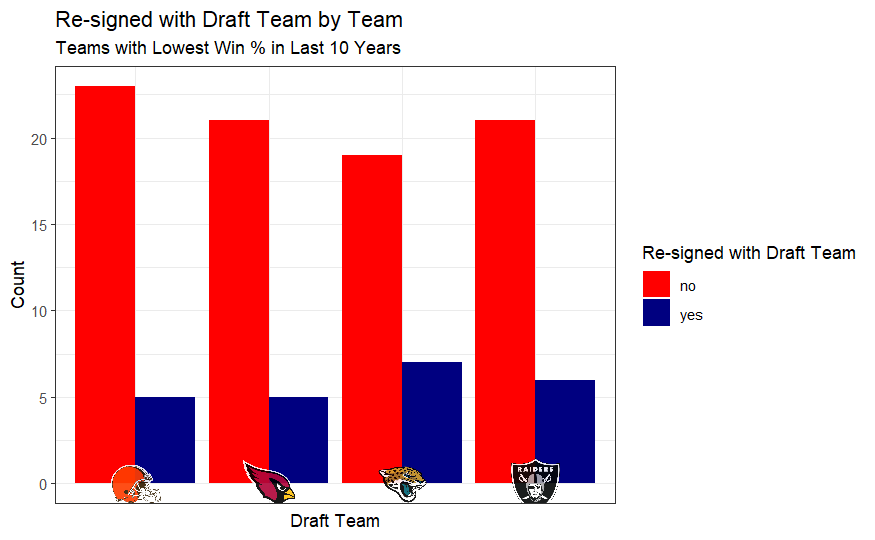 Re-signed with Draft Team by Team
Teams with Lowest Win % in Last 10 Years
Count
20
15
10
5
0
RAIDERS
Draft Team
Re-signed with Draft Team
no
yes